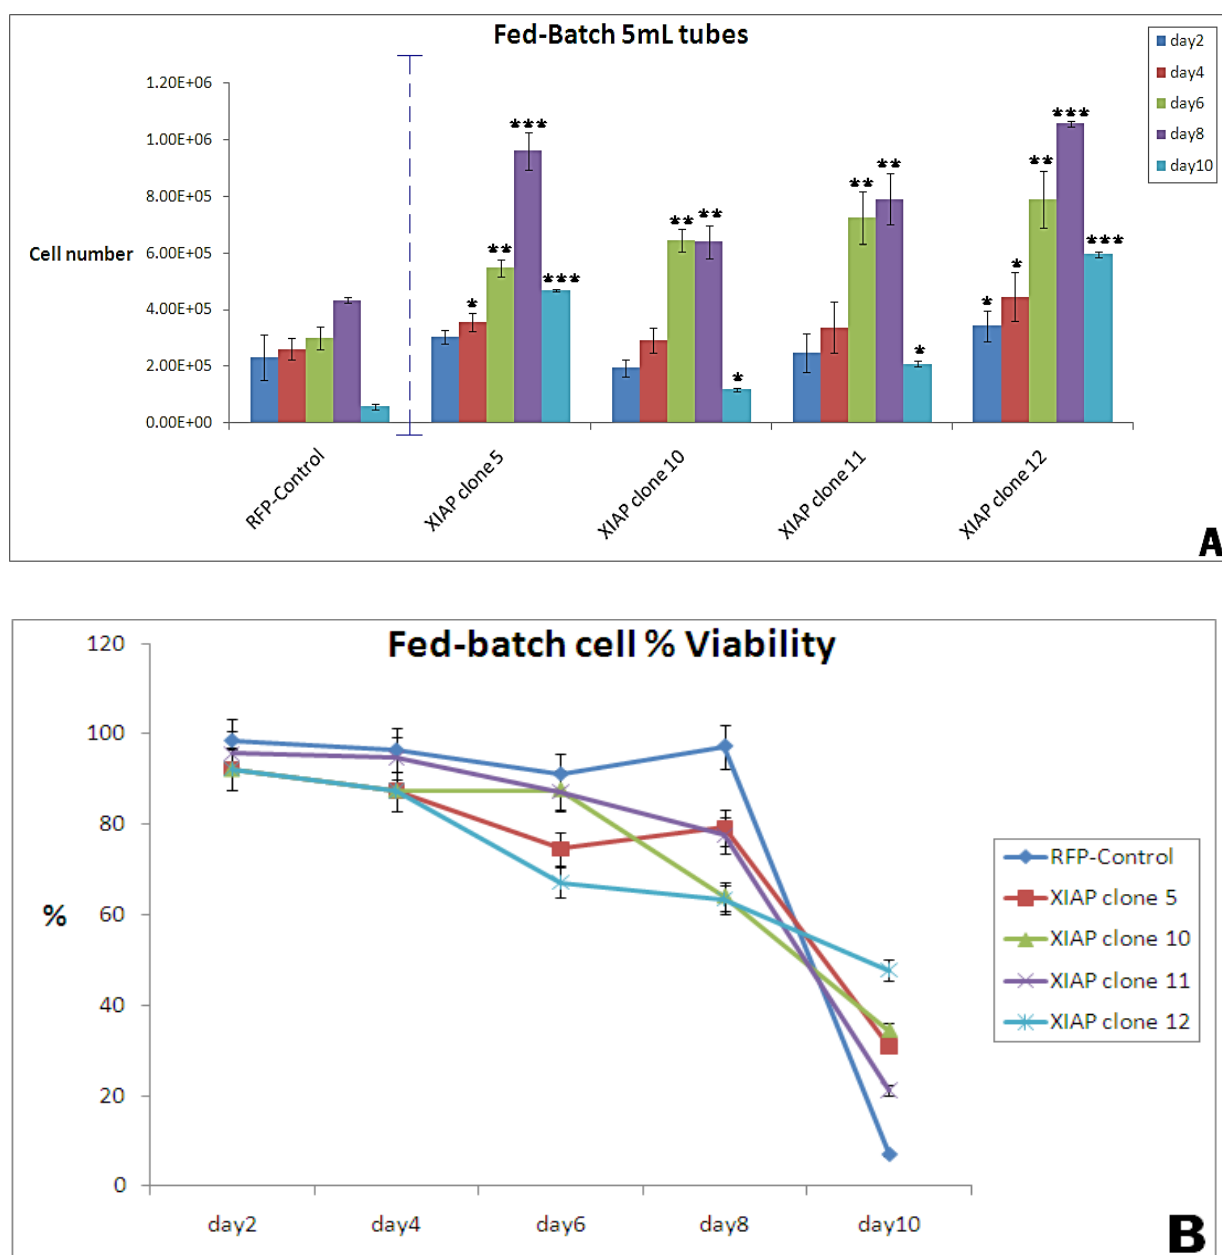 Fed-Batch 5mL tubes
day2
day4
day6
day8
day10
1.20E+06
1.00E+06
8.00E+05
6.00E+05
4.00E+05
2.00E+05
0.00E+00
Cell number
*
**
***
***
**
**
*
**
**
*
*
*
**
***
***
RFP-Control
XIAP clone 5
XIAP clone 10
XIAP clone 11
XIAP clone 12
A
Fed-batch cell % Viability
120
100
80
60
40
20
0
%
day2
day4
day6
day8
day10
RFP-Control
XIAP clone 5
XIAP clone 10
XIAP clone 11
XIAP clone 12
B